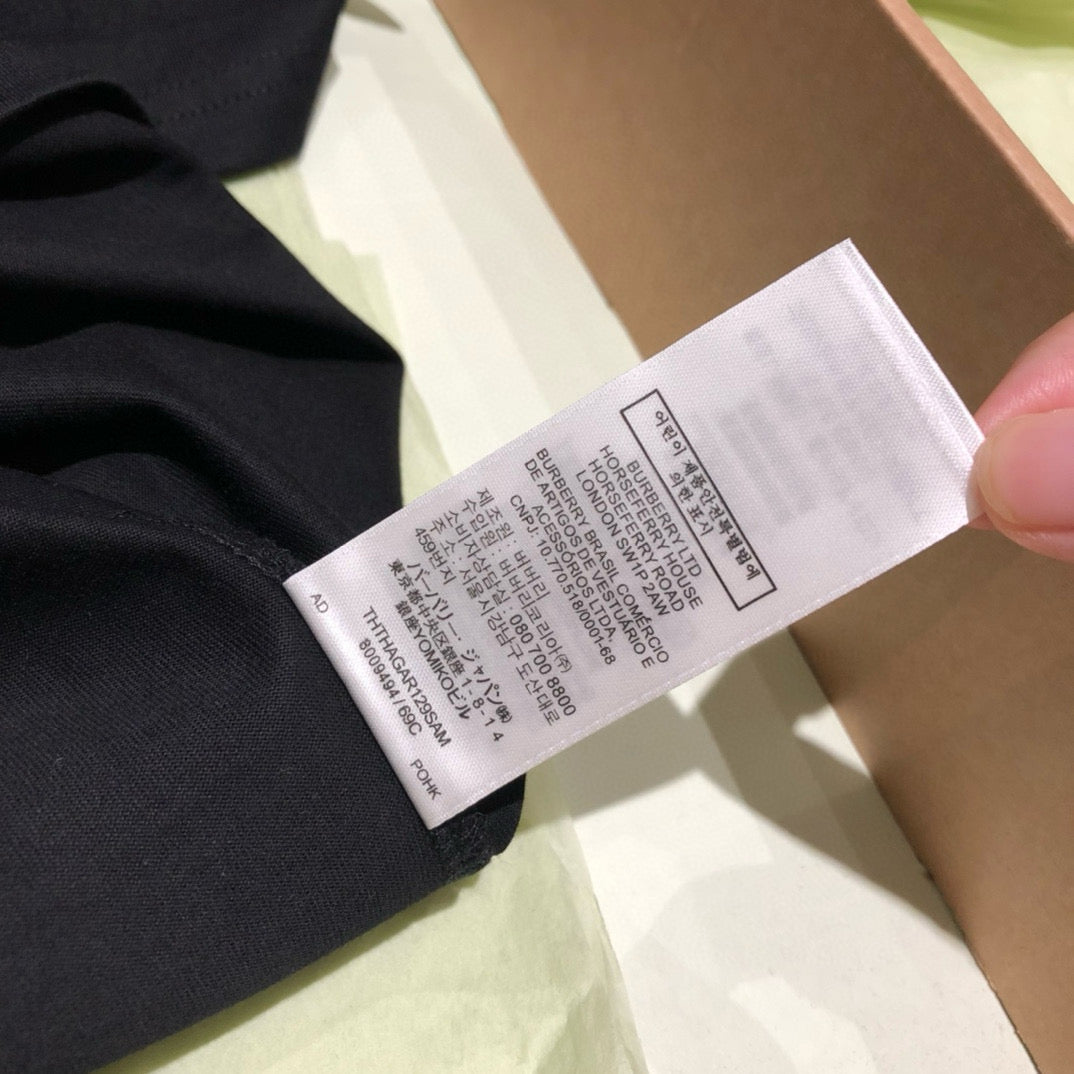 어린이 제품안전특별법에
의한 표시
BURBERRY LTD
HORSEFERRY HOUSE
HORSEFERRY ROAD
LONDON SW1P 2AW
BURBERRY BRASIL COMÉRCIO
DE ARTIGOS DE VESTUÁRIO E
ACESSÓRIOS LTDA.
CNPJ: 10.770.518/0001-68
제조원 : 버버리
수입원 : 버버리코리아㈜
소비자상담실 : 080 700 8800
주소 : 서울시 강남구 도산대로
459번지
バーバリー・ジャパン㈱
東京都中央区銀座 1-8-14
銀座YOMIKOビル
THTHAGAR129SAM
8009494 / 69C
AD
POHK